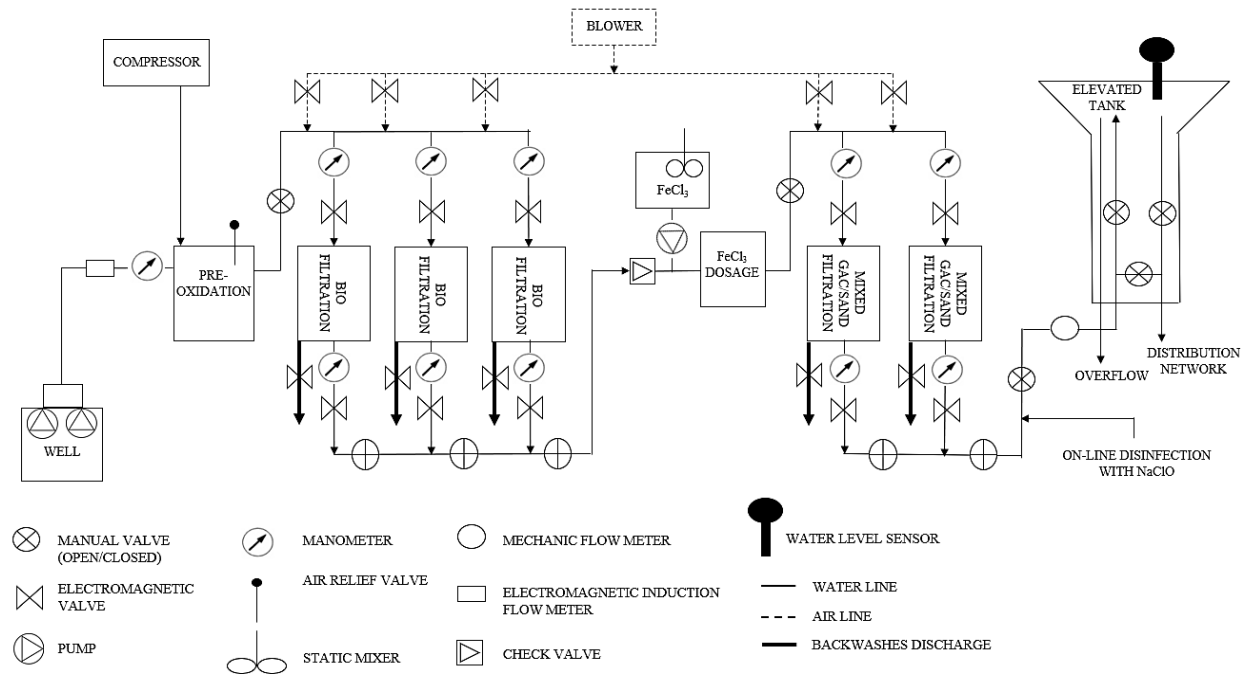 BLOWER
COMPRESSOR
ELEVATED
TANK
FeCl3
PRE-
OXIDATION
BIO
FILTRATION
BIO
FILTRATION
BIO
FILTRATION
FeCl3
DOSAGE
MIXED
GAC/SAND
FILTRATION
MIXED
GAC/SAND
FILTRATION
DISTRIBUTION
NETWORK
OVERFLOW
WELL
ON-LINE DISINFECTION
WITH NaClO
MANUAL VALVE
(OPEN/CLOSED)
MANOMETER
MECHANIC FLOW METER
WATER LEVEL SENSOR
ELECTROMAGNETIC
VALVE
AIR RELIEF VALVE
ELECTROMAGNETIC INDUCTION
FLOW METER
WATER LINE
AIR LINE
PUMP
STATIC MIXER
CHECK VALVE
BACKWASHES DISCHARGE